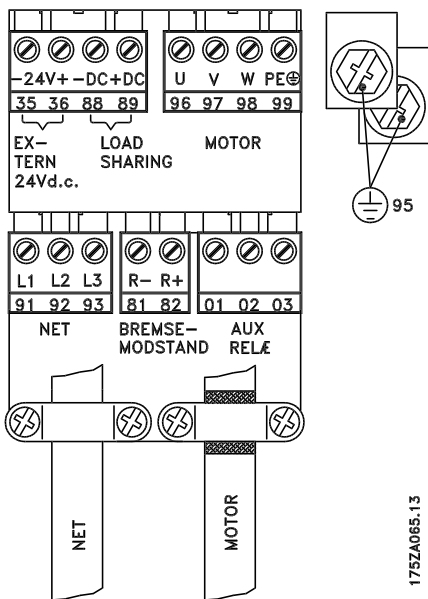 -24V+ -DC+DC
35 36 88 89
EX-
TERN
24Vd.c.
LOAD
SHARING
U V W PE
96 97 98 99
MOTOR
95
L1 L2 L3
91 92 93
NET
R- R+
81 82
BREMSE-
MODSTAND
01 02 03
AUX
RELÆ
NET
MOTOR
175ZA065.13